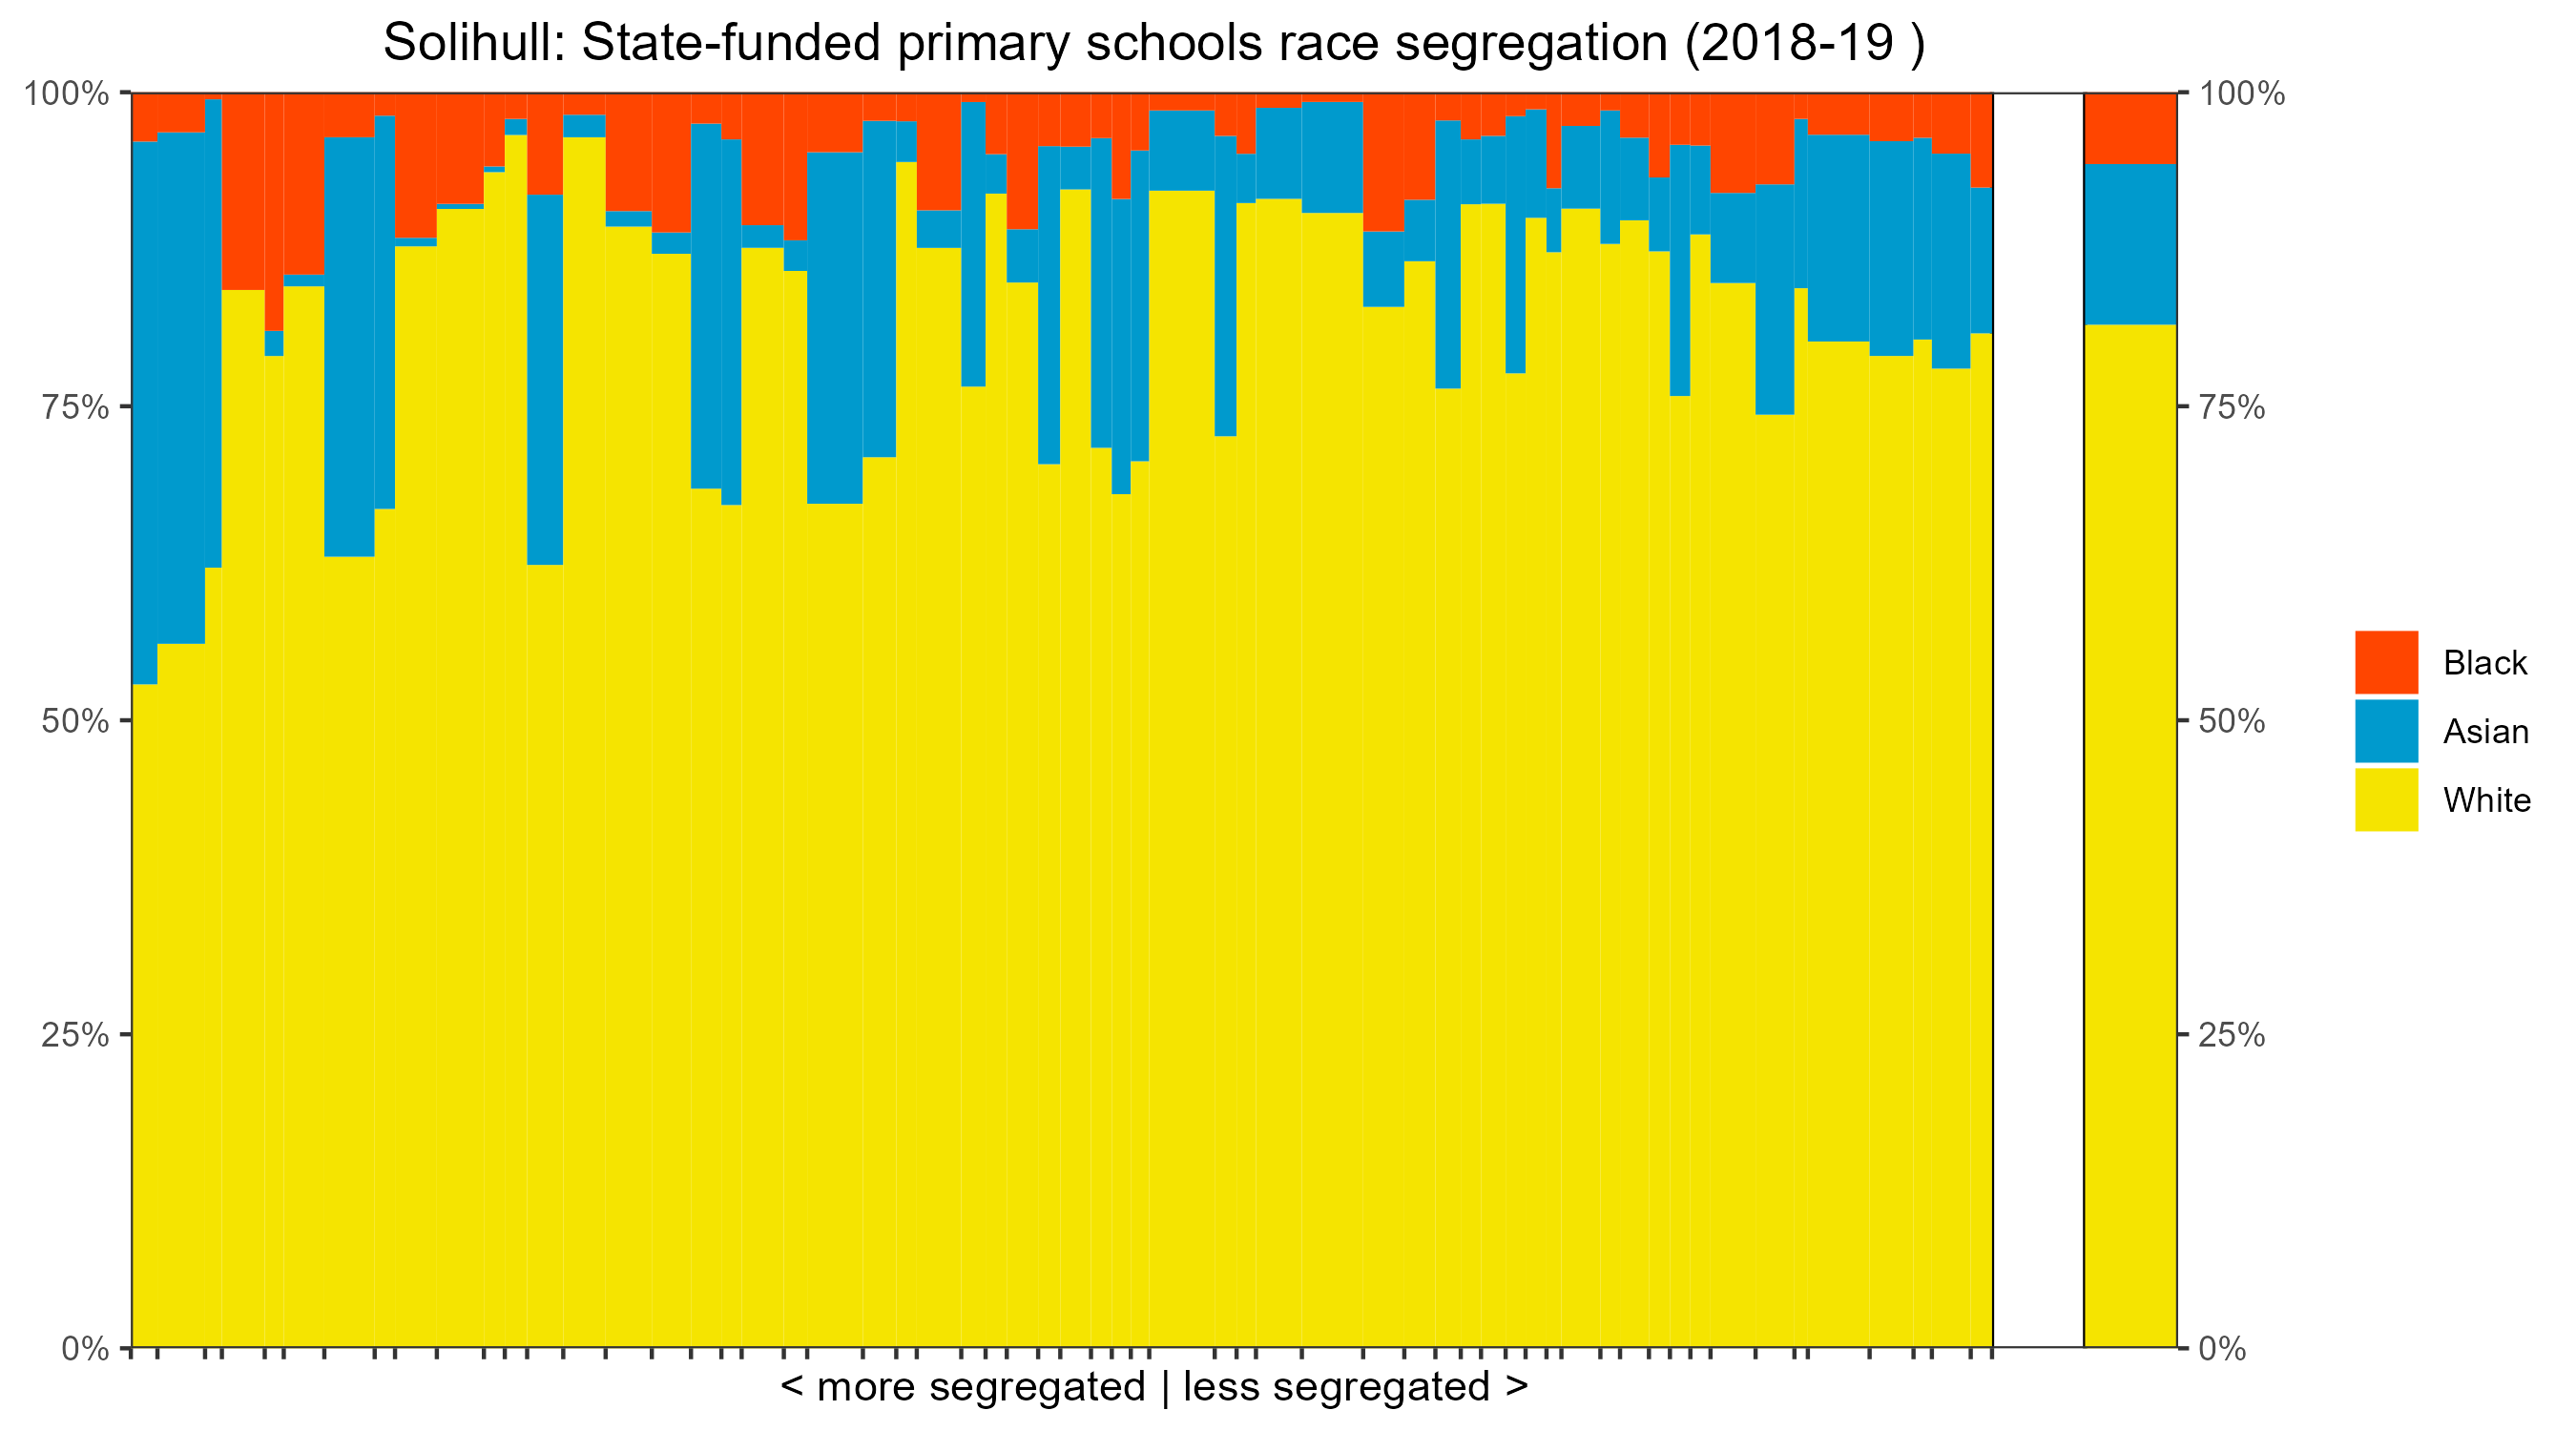 Solihull: State-funded primary schools race segregation (2018-19 )
100%
75%
50%
25%
0%
100%
75%
50%
25%
0%
Black
Asian
White
< more segregated | less segregated >